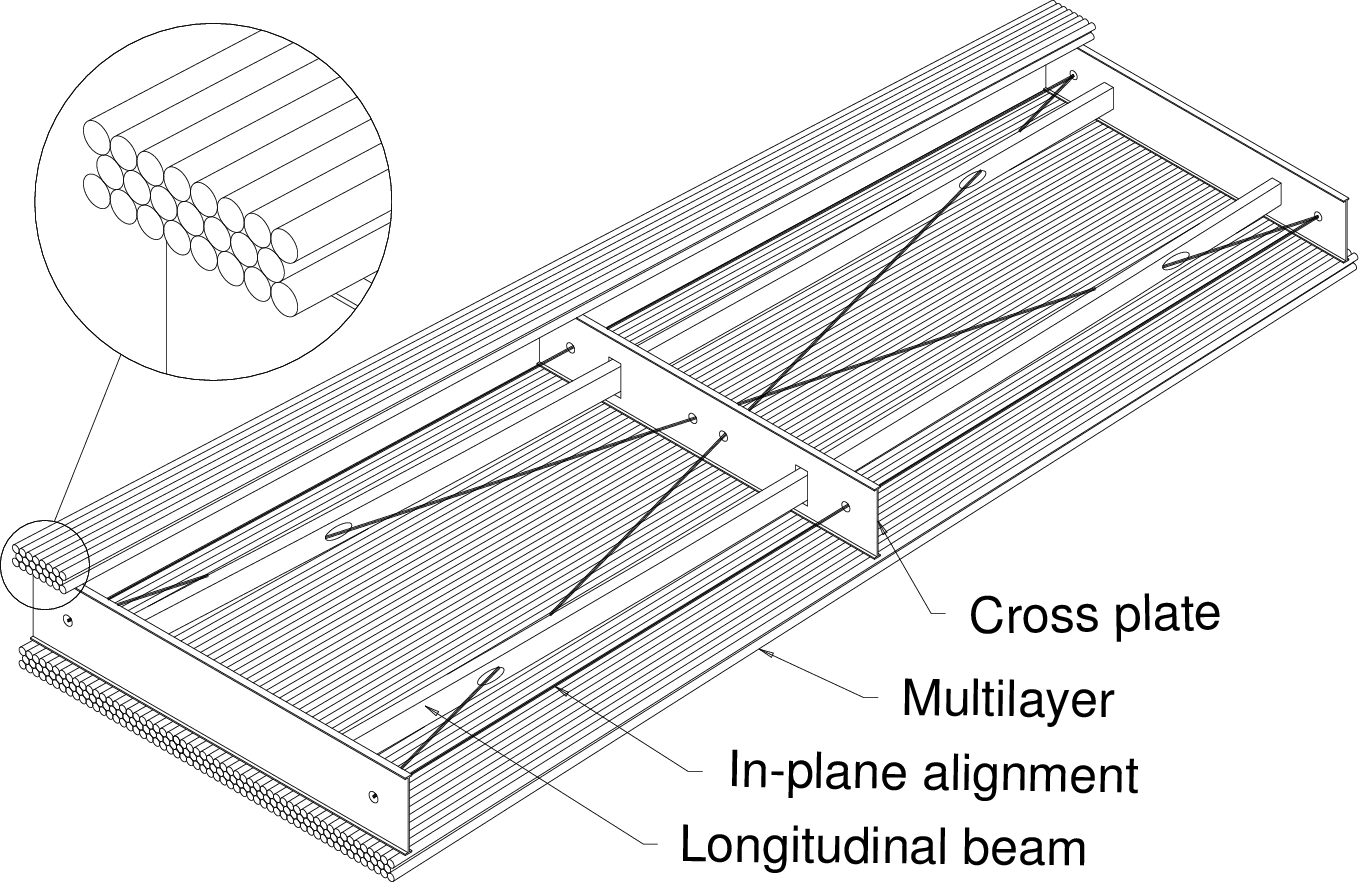 Cross plate
Multilayer
In-plane alignment
Longitudinal beam